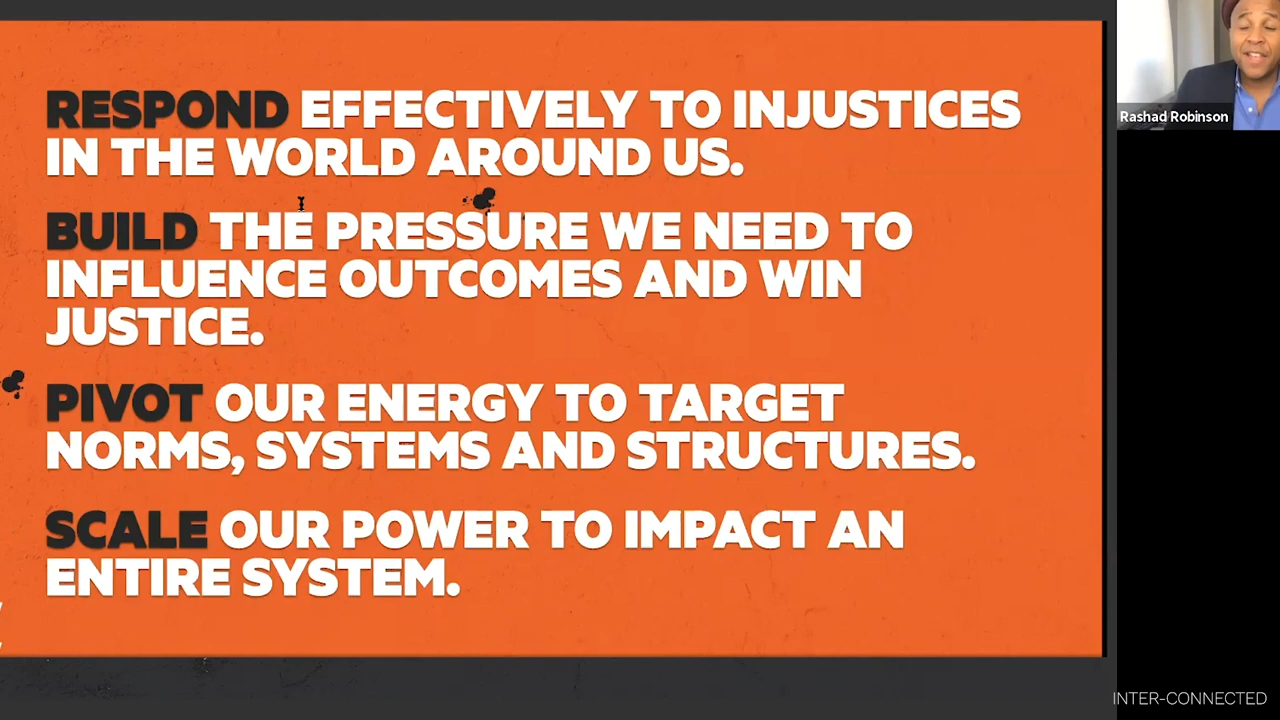 RESPOND EFFECTIVELY TO INJUSTICES
IN THE WORLD AROUND US.
BUILD THE PRESSURE WE NEED TO
INFLUENCE OUTCOMES AND WIN
JUSTICE.
PIVOT OUR ENERGY TO TARGET
NORMS, SYSTEMS AND STRUCTURES.
SCALE OUR POWER TO IMPACT AN
ENTIRE SYSTEM.
Rashad Robinson
INTER-CONNECTED